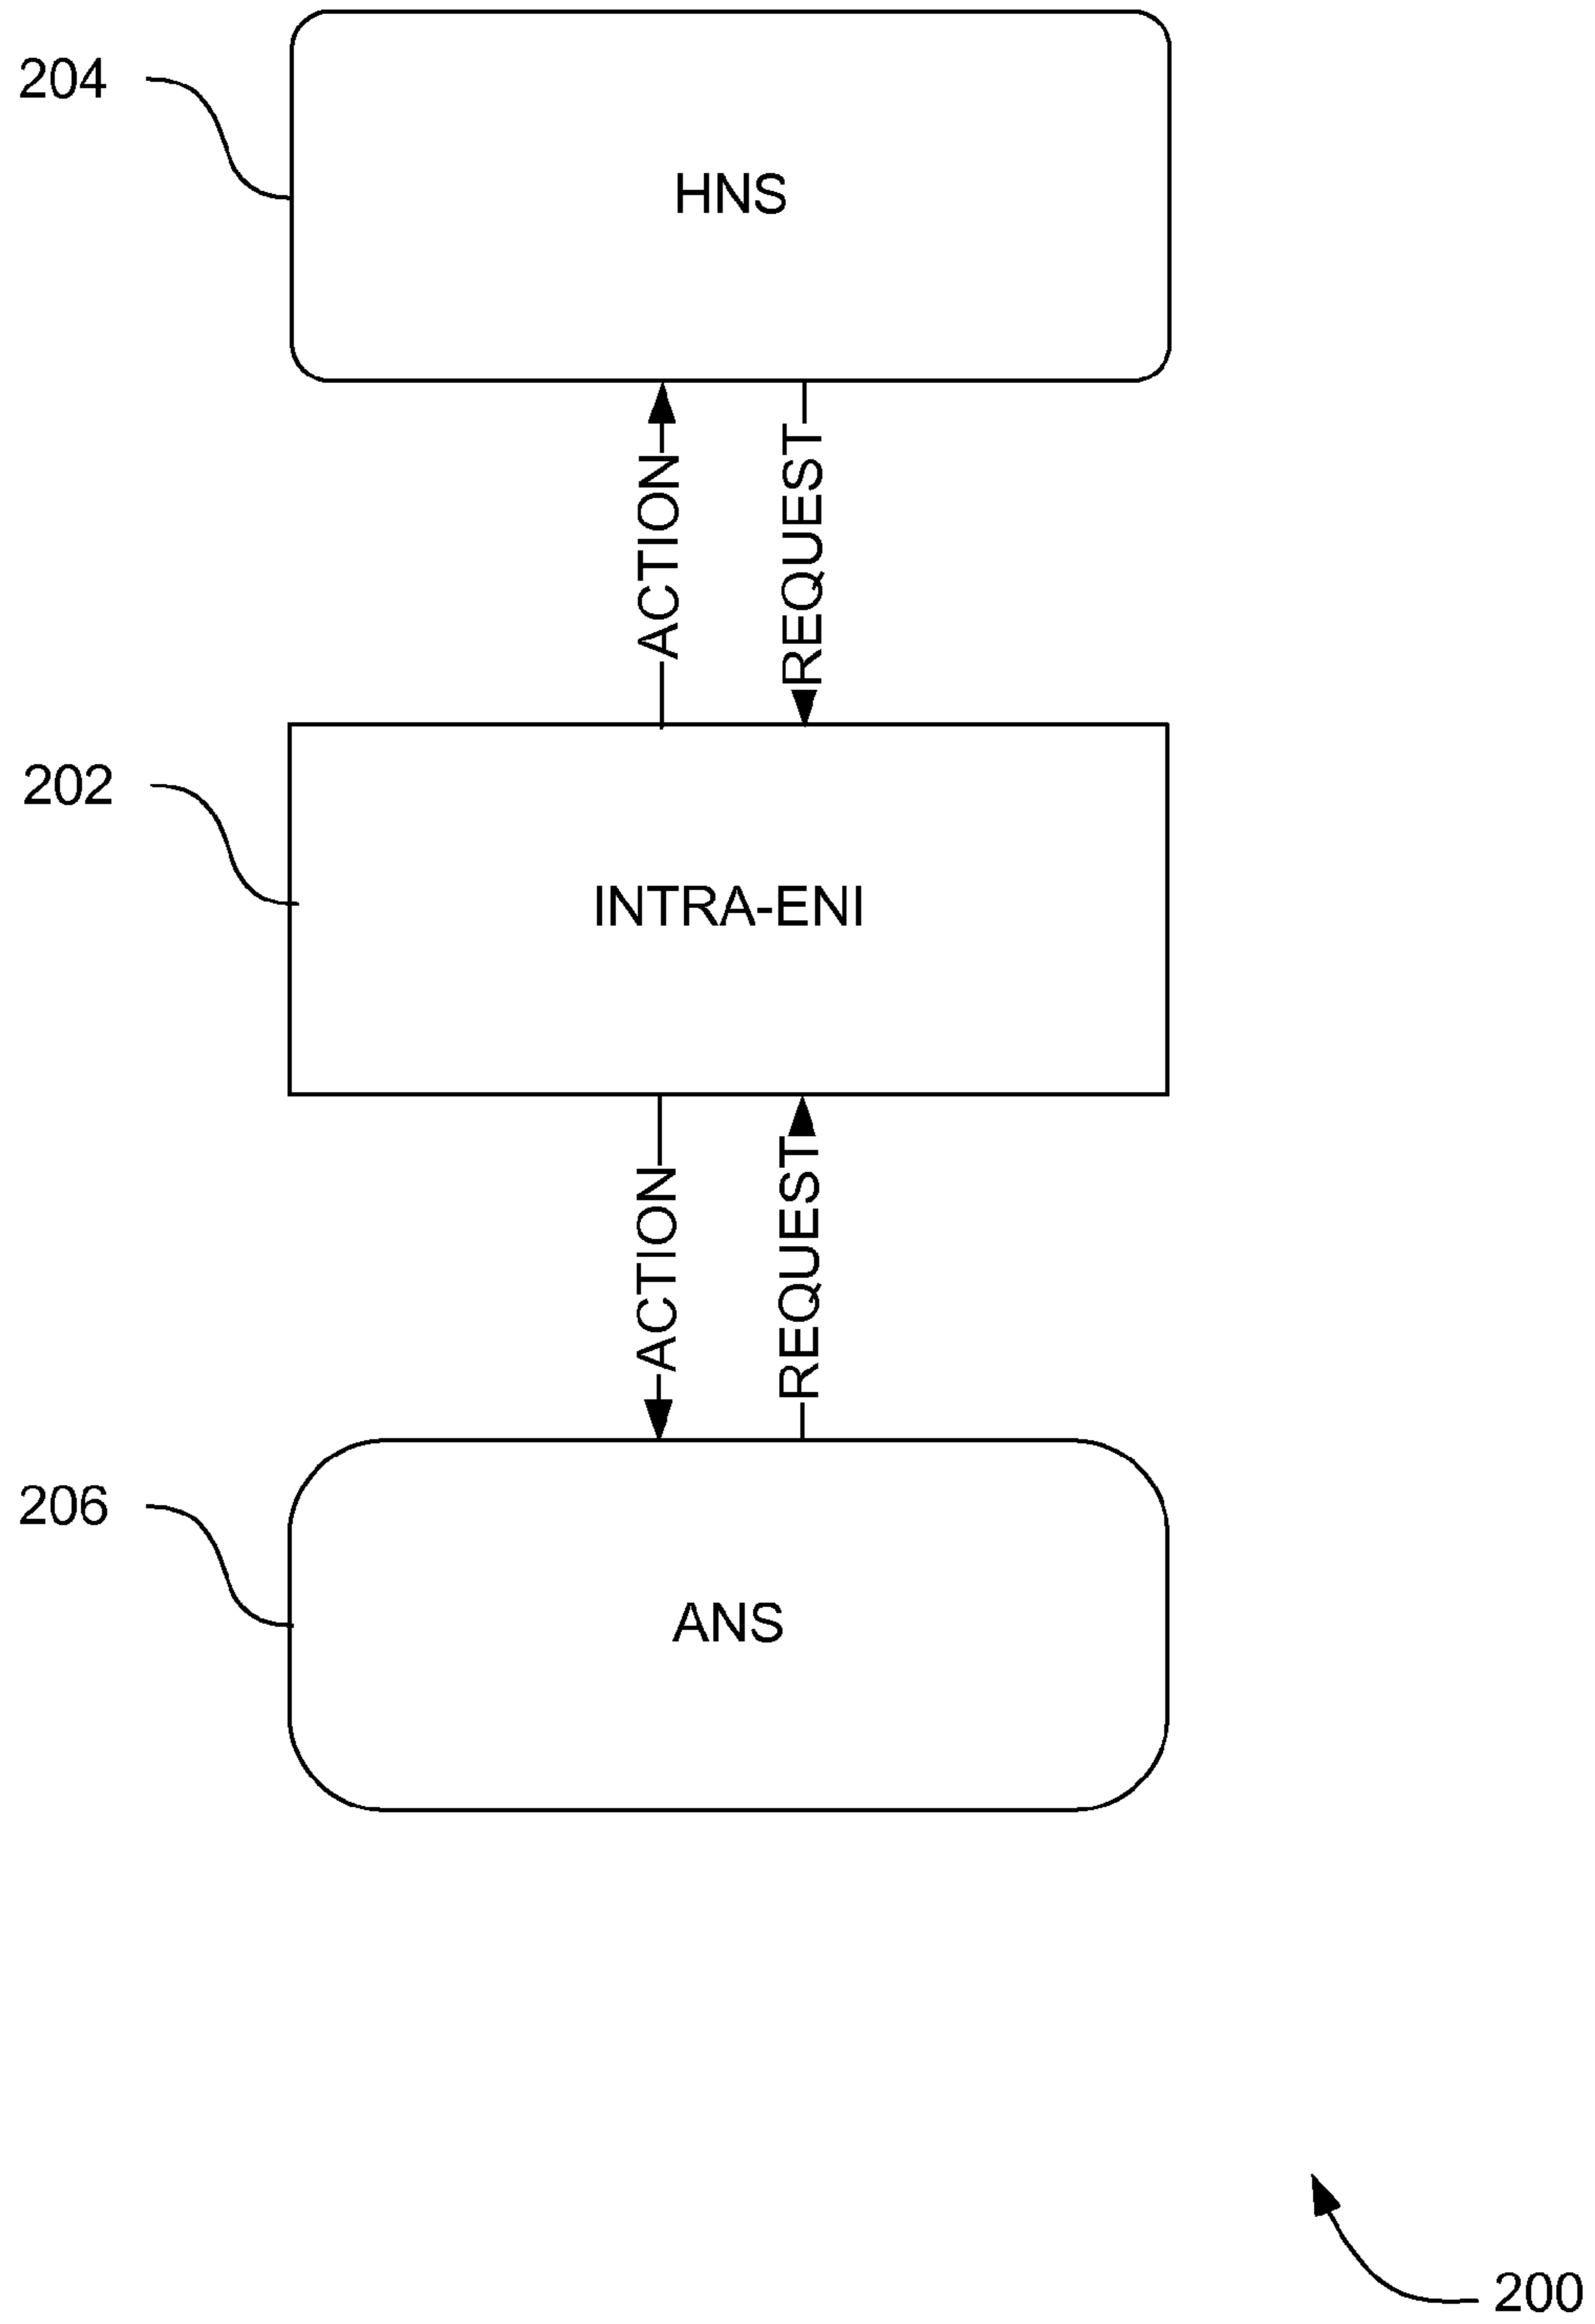 204
HNS
ACTION
REQUEST
202
INTRA-ENI
ACTION
REQUEST
206
ANS
200